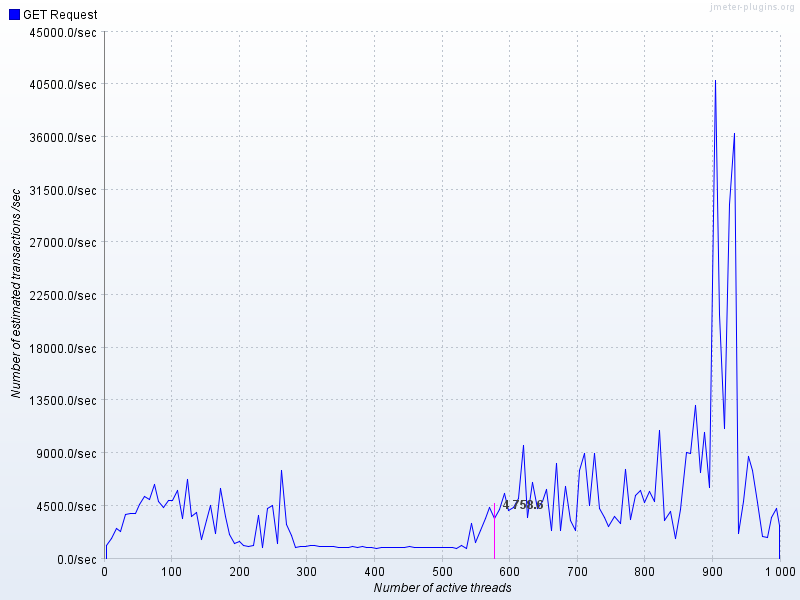 jmeter-plugins.org
GET Request
45000.0/sec
40500.0/sec
36000.0/sec
31500.0/sec
27000.0/sec
22500.0/sec
18000.0/sec
13500.0/sec
9000.0/sec
4500.0/sec
0.0/sec
Number of estimated transactions /sec
4 758.6
0 100 200 300 400 500 600 700 800 900 1 000
Number of active threads